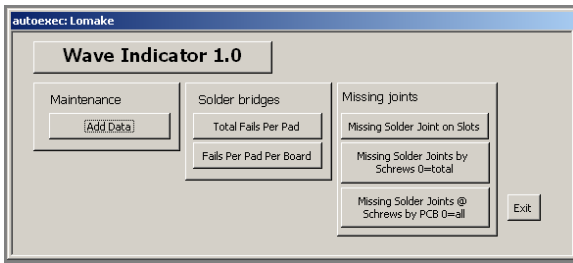 autoexec: Lomake
Wave Indicator 1.0
Maintenance
Add Data
Solder bridges
Total Fails Per Pad
Fails Per Pad Per Board
Missing joints
Missing Solder Joint on Slots
Missing Solder Joints by
Schrews 0=total
Missing Solder Joints @
Schrews by PCB 0=all
Exit